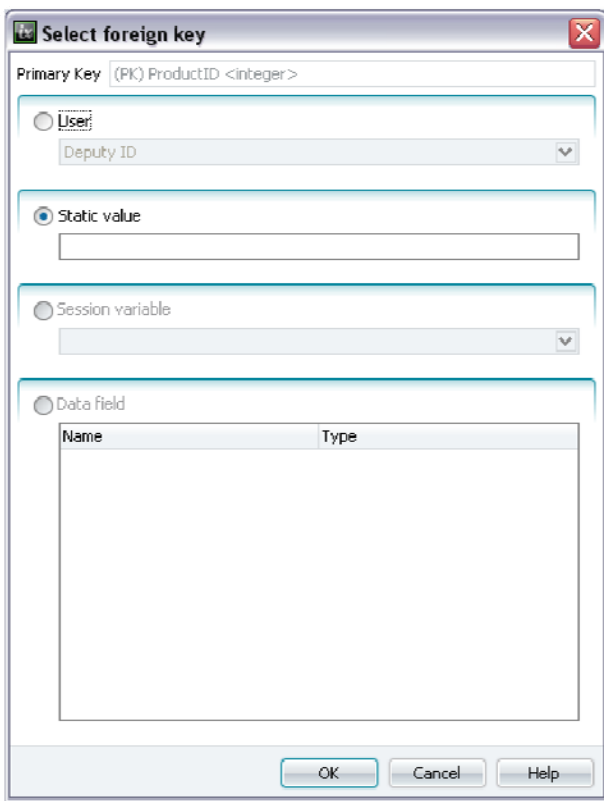 Select foreign key
Primary Key (PK) ProductID <integer>
User
Deputy ID
Static value
Session variable
Data field
Name Type
OK Cancel Help